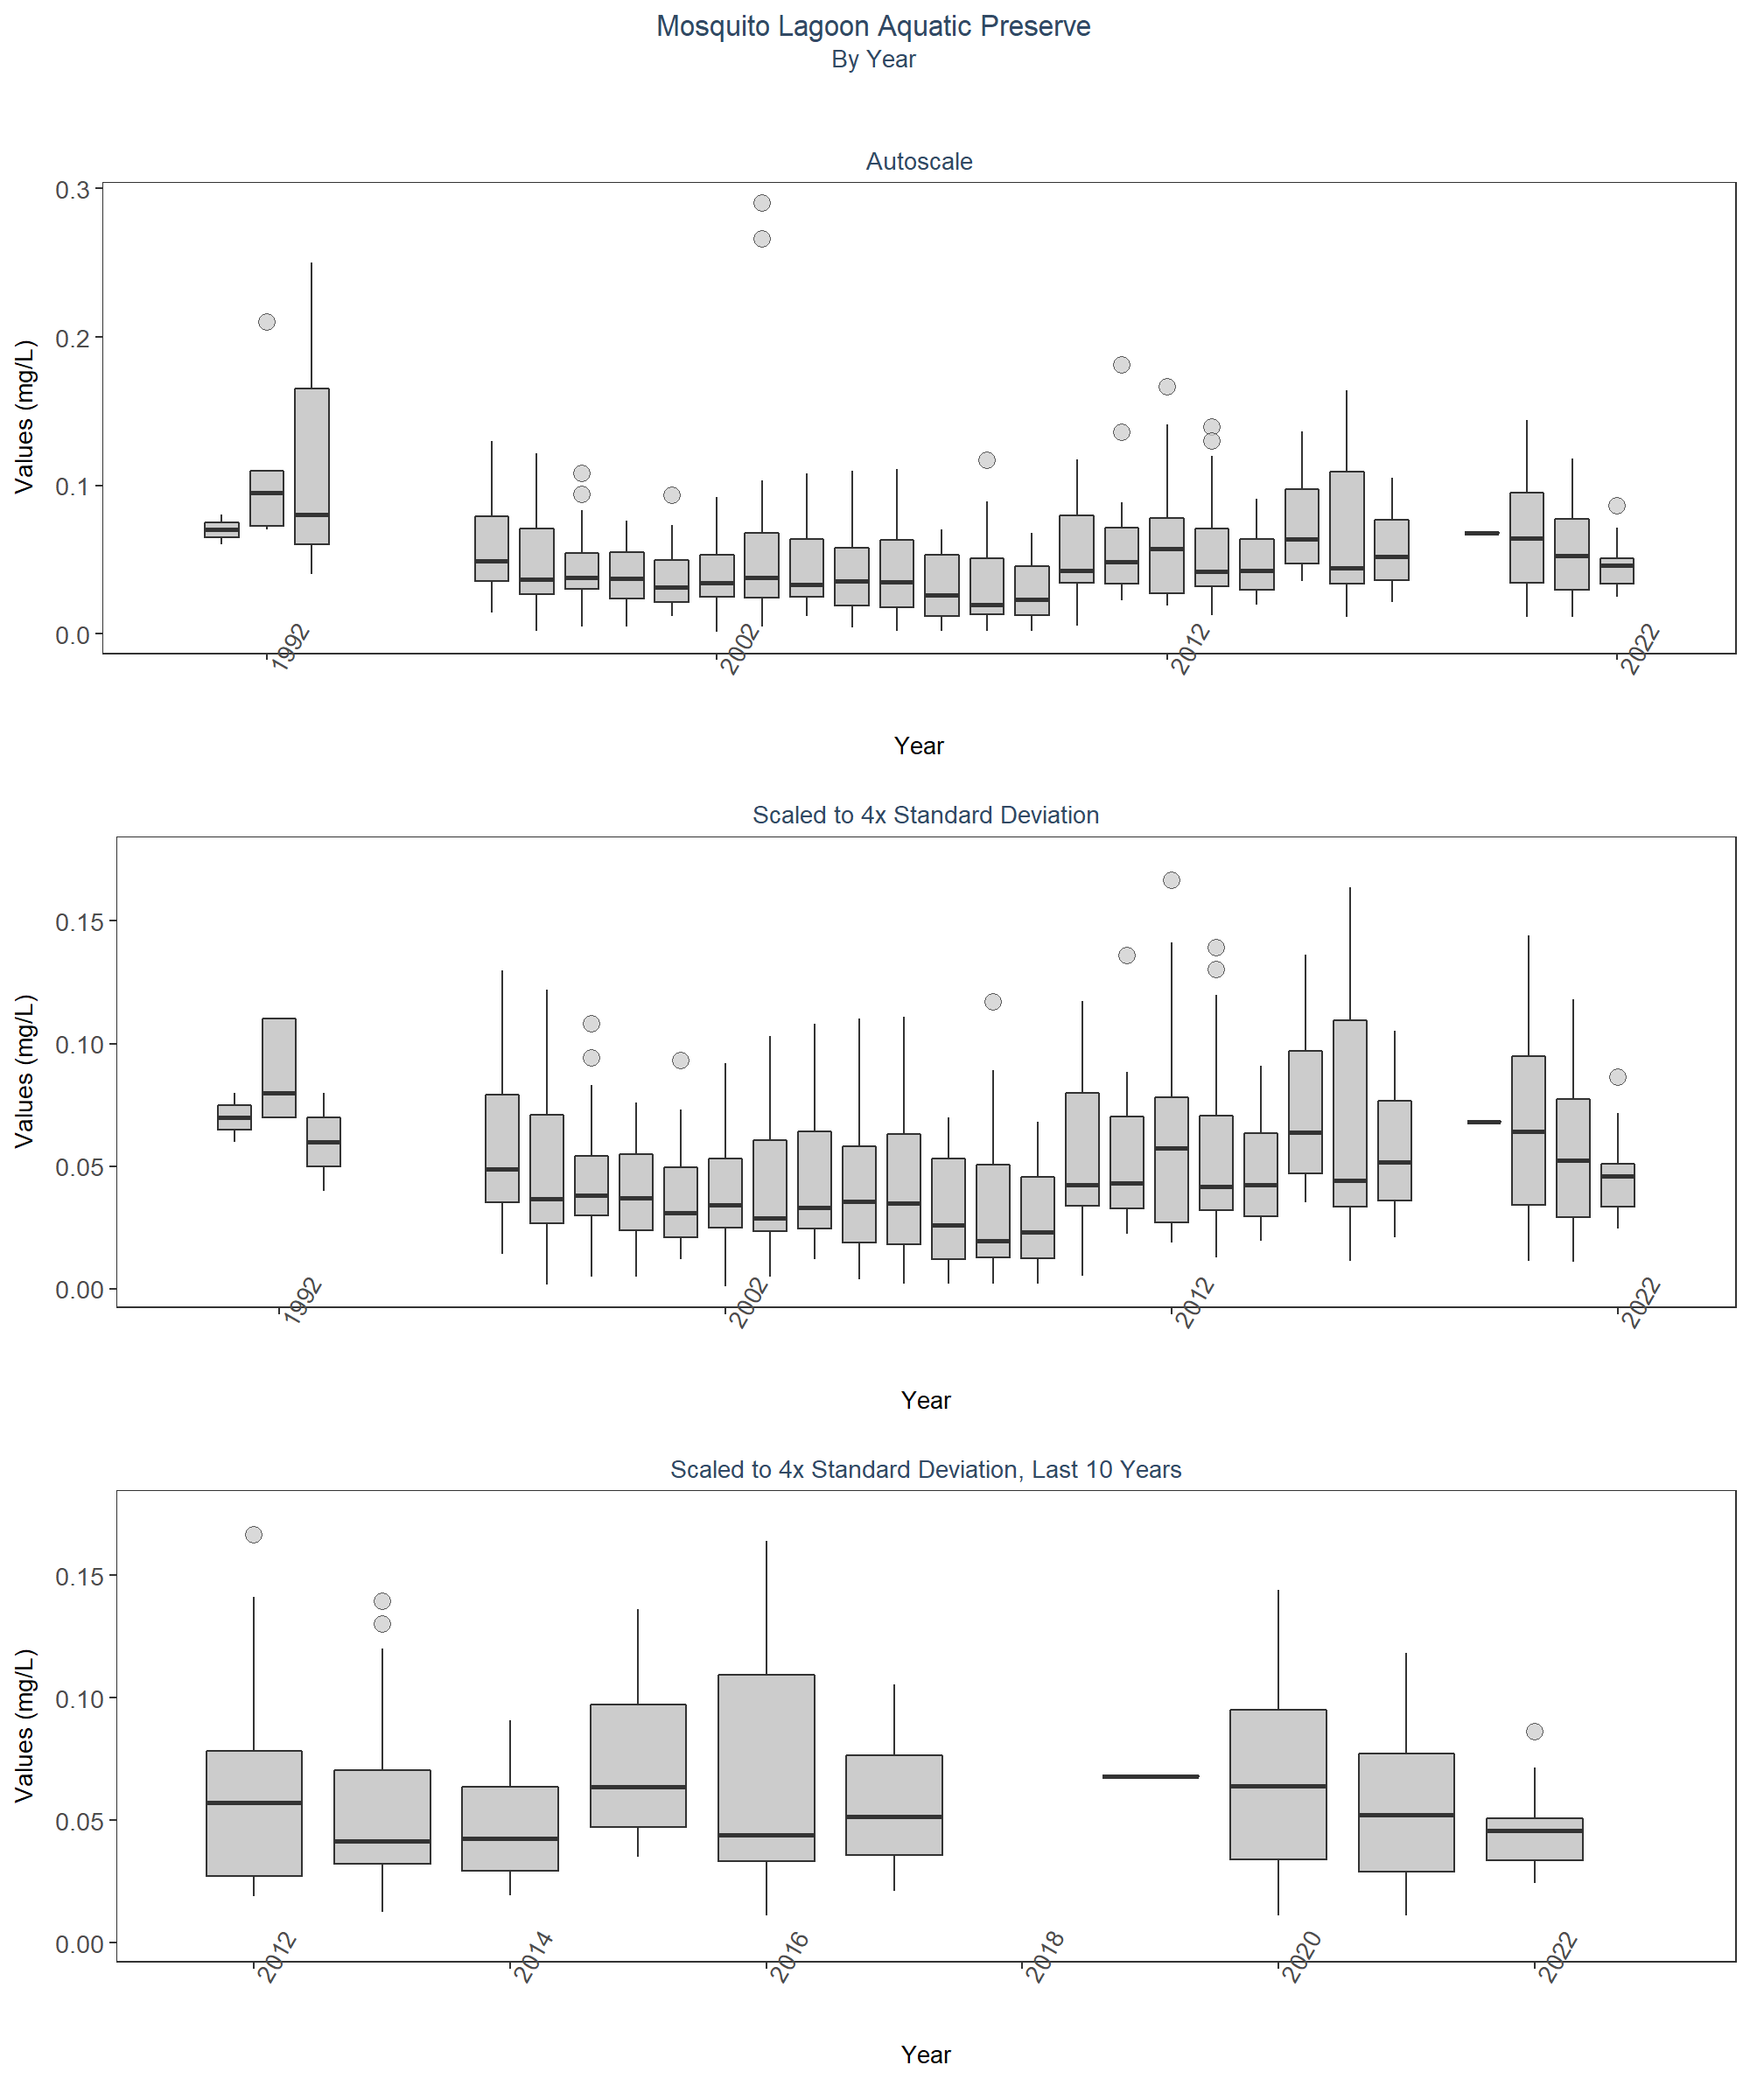 Mosquito Lagoon Aquatic Preserve
By Year
Autoscale
Values (mg/L)
0.3
0.2
0.1
0.0
1992
2002
2012
2022
Year
Scaled to 4x Standard Deviation
Values (mg/L)
0.15
0.10
0.05
0.00
1992
2002
2012
2022
Year
Scaled to 4x Standard Deviation, Last 10 Years
Values (mg/L)
0.15
0.10
0.05
0.00
2012
2014
2016
2018
2020
2022
Year